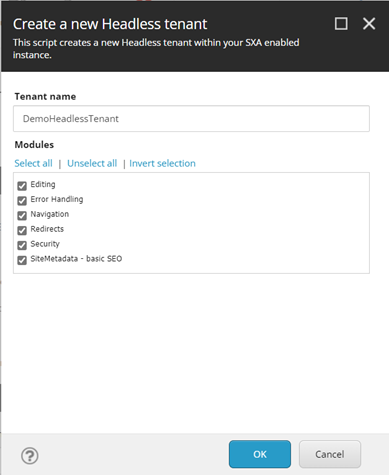 Create a new Headless tenant
This script creates a new Headless tenant within your SXA enabled
instance.
Tenant name
DemoHeadlessTenant
Modules
Select all | Unselect all | Invert selection
Editing
Error Handling
Navigation
Redirects
Security
SiteMetadata - basic SEO
?
OK
Cancel